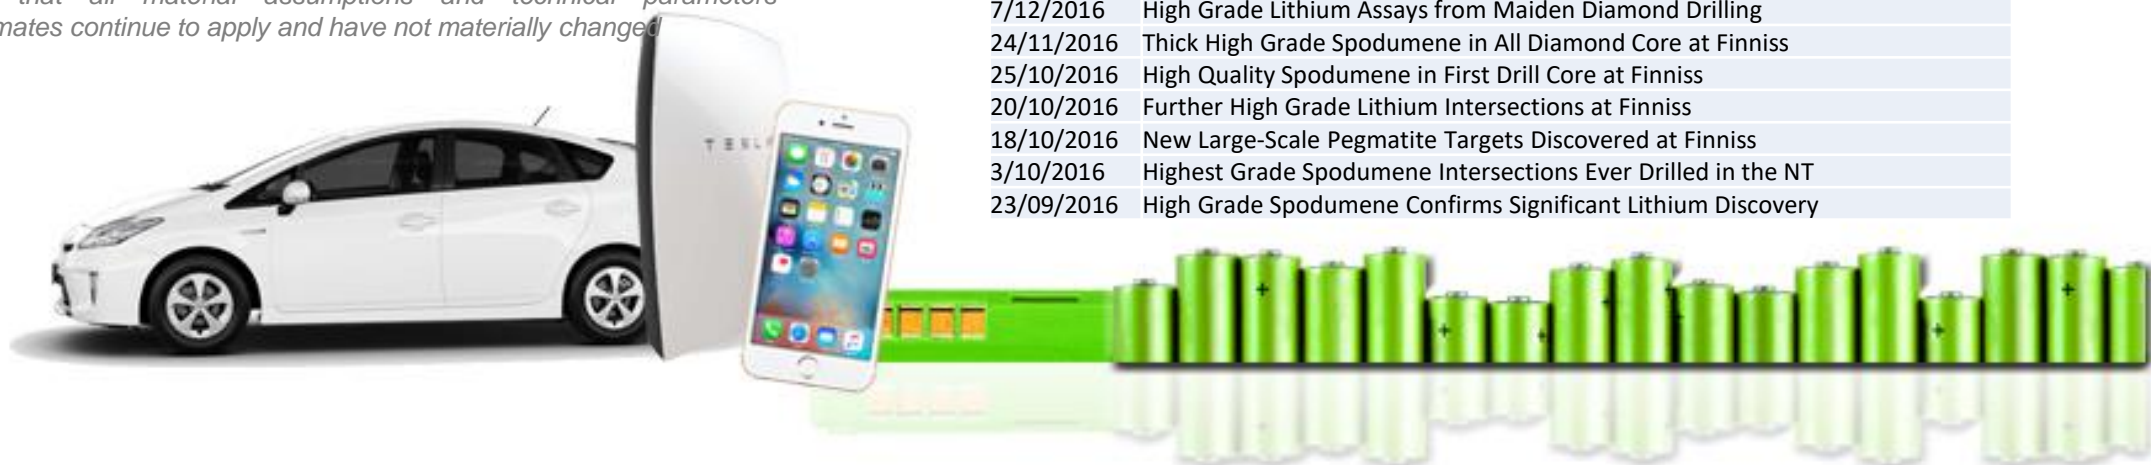 that all material assumptions and technical parameters
mates continue to apply and have not materially changed
7/12/2016 High Grade Lithium Assays from Maiden Diamond Drilling
24/11/2016 Thick High Grade Spodumene in All Diamond Core at Finniss
25/10/2016 High Quality Spodumene in First Drill Core at Finniss
20/10/2016 Further High Grade Lithium Intersections at Finniss
18/10/2016 New Large-Scale Pegmatite Targets Discovered at Finniss
3/10/2016 Highest Grade Spodumene Intersections Ever Drilled in the NT
23/09/2016 High Grade Spodumene Confirms Significant Lithium Discovery
TESL